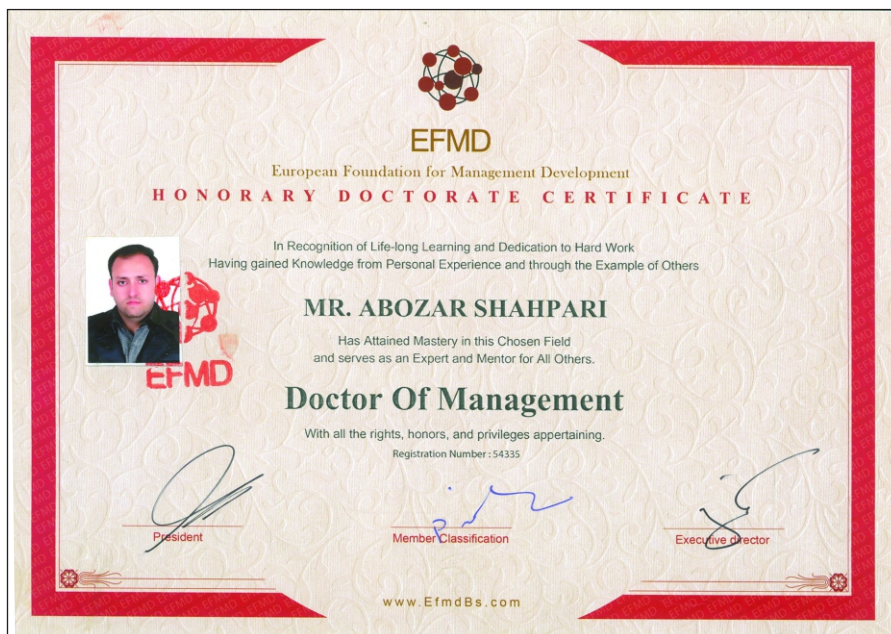 EFMD
European Foundation for Management Development
HONORARY DOCTORATE CERTIFICATE
In Recognition of Life-long Learning and Dedication to Hard Work
Having gained Knowledge from Personal Experience and through the Example of Others
MR. ABOZAR SHAHPARI
Has Attained Mastery in this Chosen Field
and serves as an Expert and Mentor for All Others.
EFMD
Doctor Of Management
With all the rights, honors, and privileges appertaining.
Registration Number : 54335
President
Member Classification
Executive director
www.EfmdBs.com